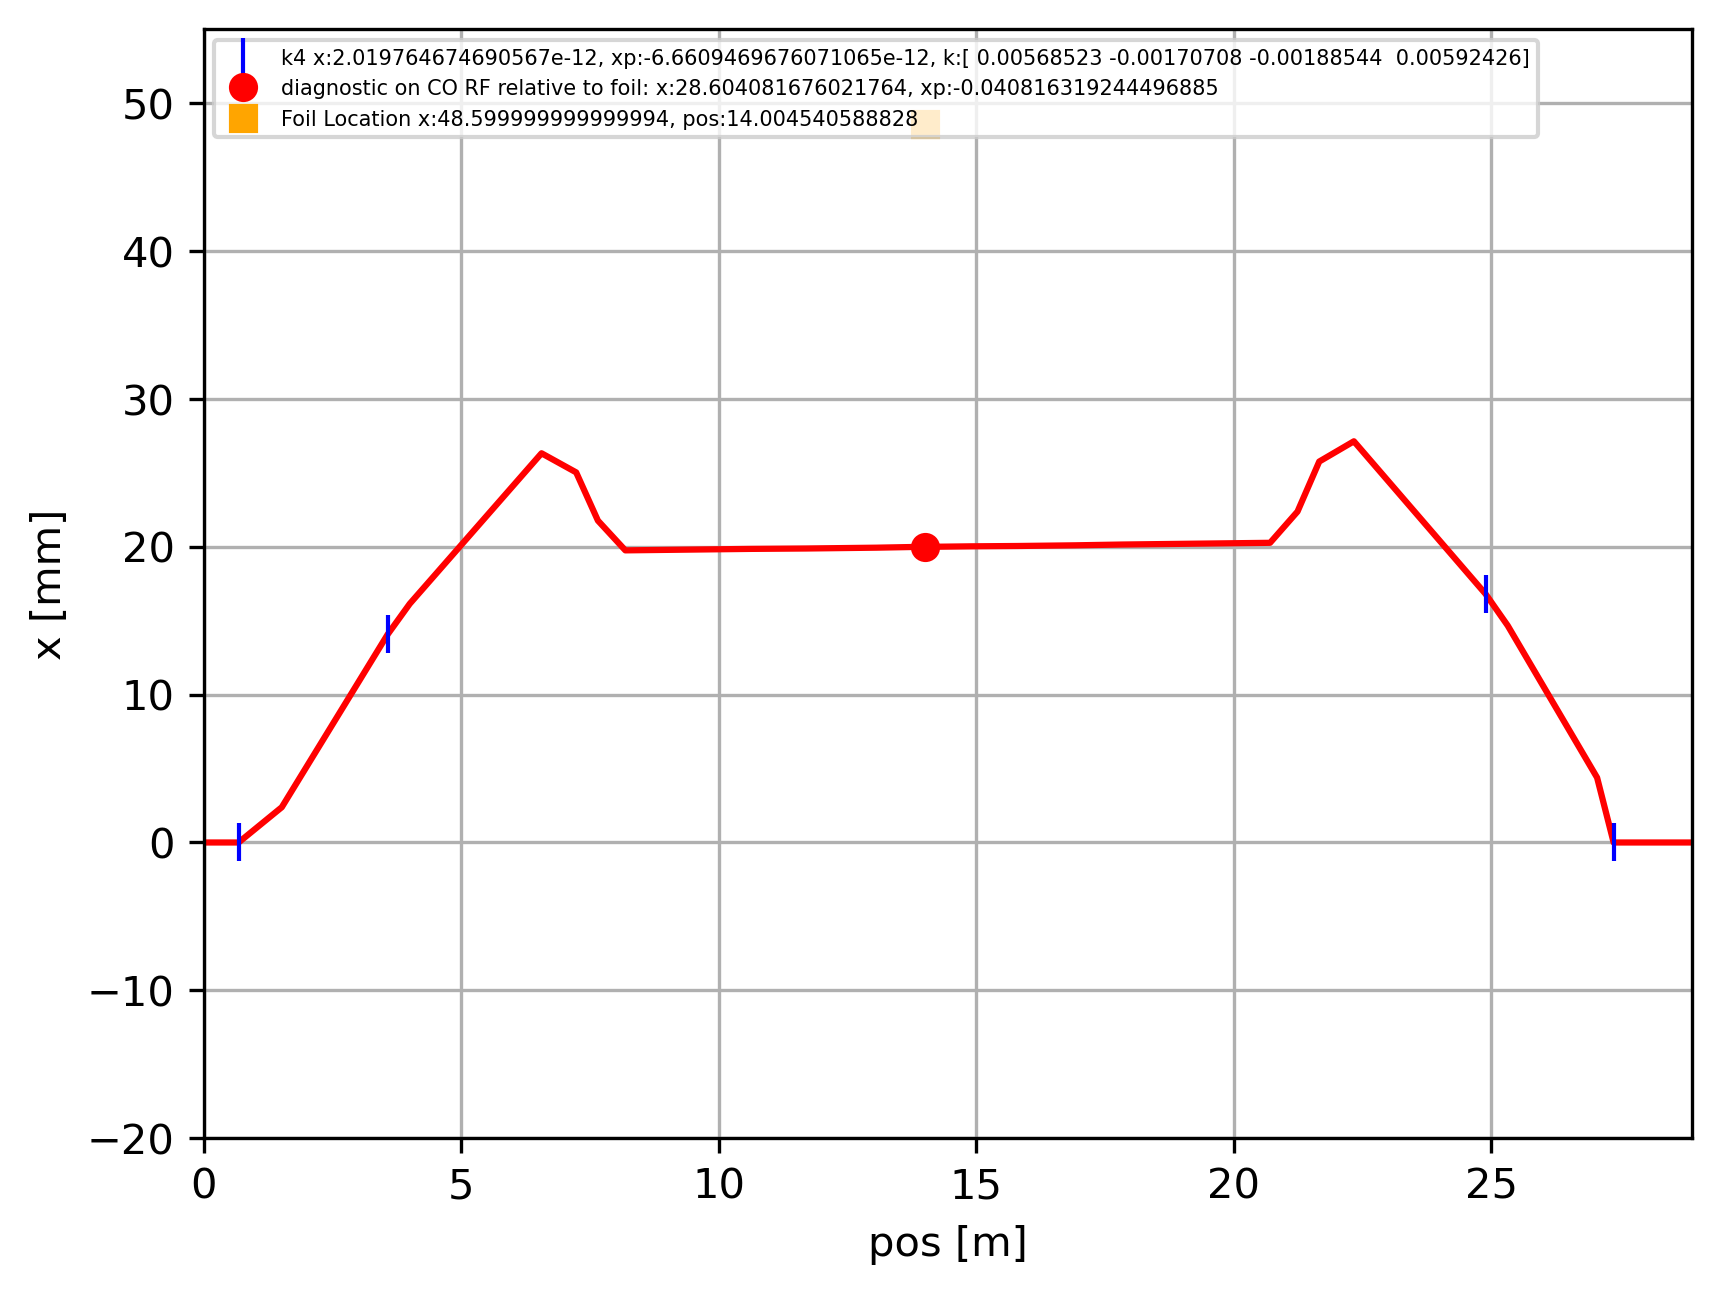 k4 x:2.019764674690567e-12, xp:-6.6609469676071065e-12, k:[ 0.00568523 -0.00170708 -0.00188544  0.00592426]
diagnostic on CO RF relative to foil: x:28.604081676021764, xp:-0.040816319244496885
Foil Location x:48.599999999999994, pos:14.004540588828
50
40
30
20
10
0
−10
−20
x [mm]
0 5 10 15 20 25
pos [m]